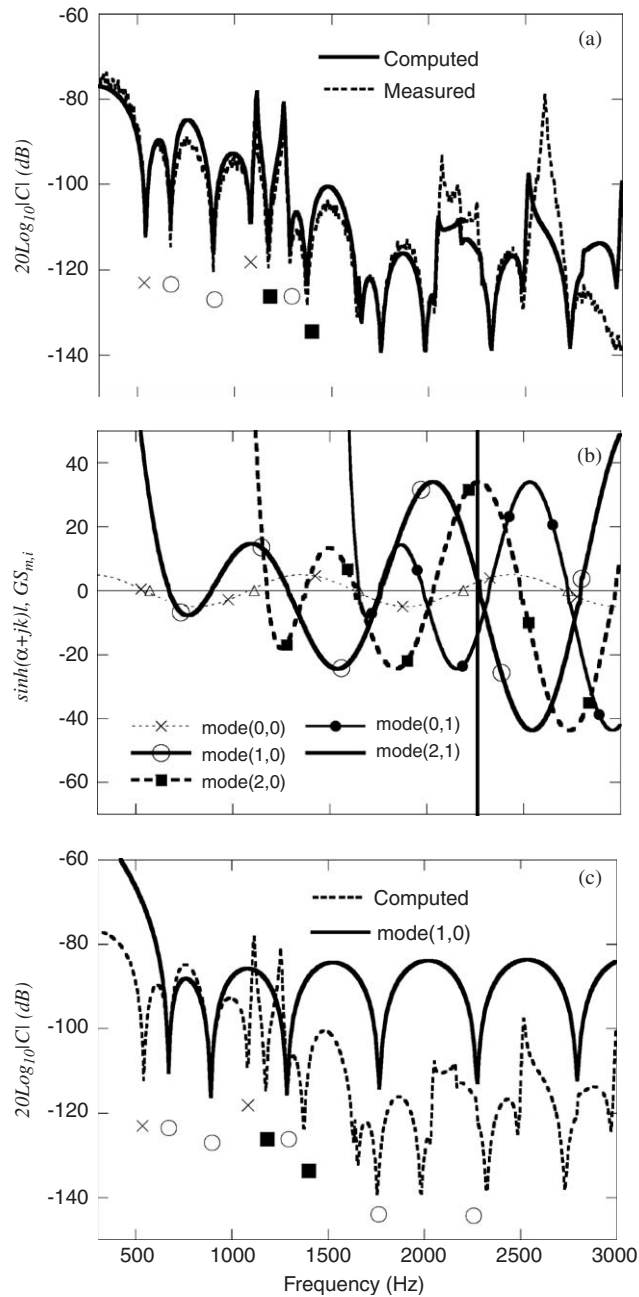 -60
(a)
Computed
Measured
-80
-100
-120
-140
20Log10|C| (dB)
(b)
40
20
0
-20
-40
-60
sinh(α+jk)l, GSm,i
mode(0,0)
mode(0,1)
mode(1,0)
mode(2,1)
mode(2,0)
-60
(c)
Computed
mode(1,0)
-80
-100
-120
-140
20Log10|C| (dB)
500 1000 1500 2000 2500 3000
Frequency (Hz)